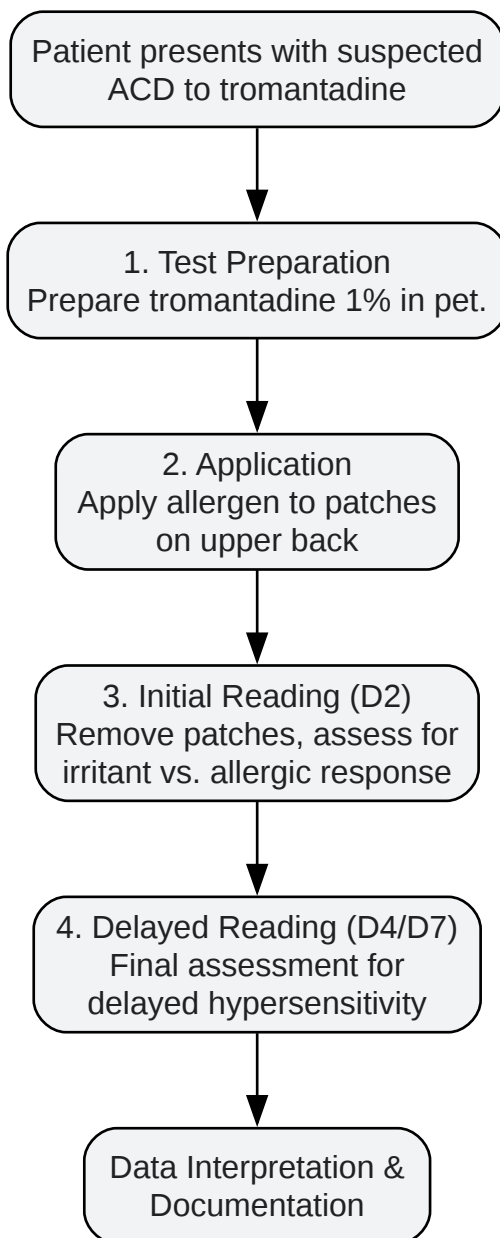 Patient presents with suspected
ACD to tromantadine
1. Test Preparation
Prepare tromantadine 1% in pet.
2. Application
Apply allergen to patches
on upper back
3. Initial Reading (D2)
Remove patches, assess for
irritant vs. allergic response
4. Delayed Reading (D4/D7)
Final assessment for
delayed hypersensitivity
Data Interpretation &
Documentation